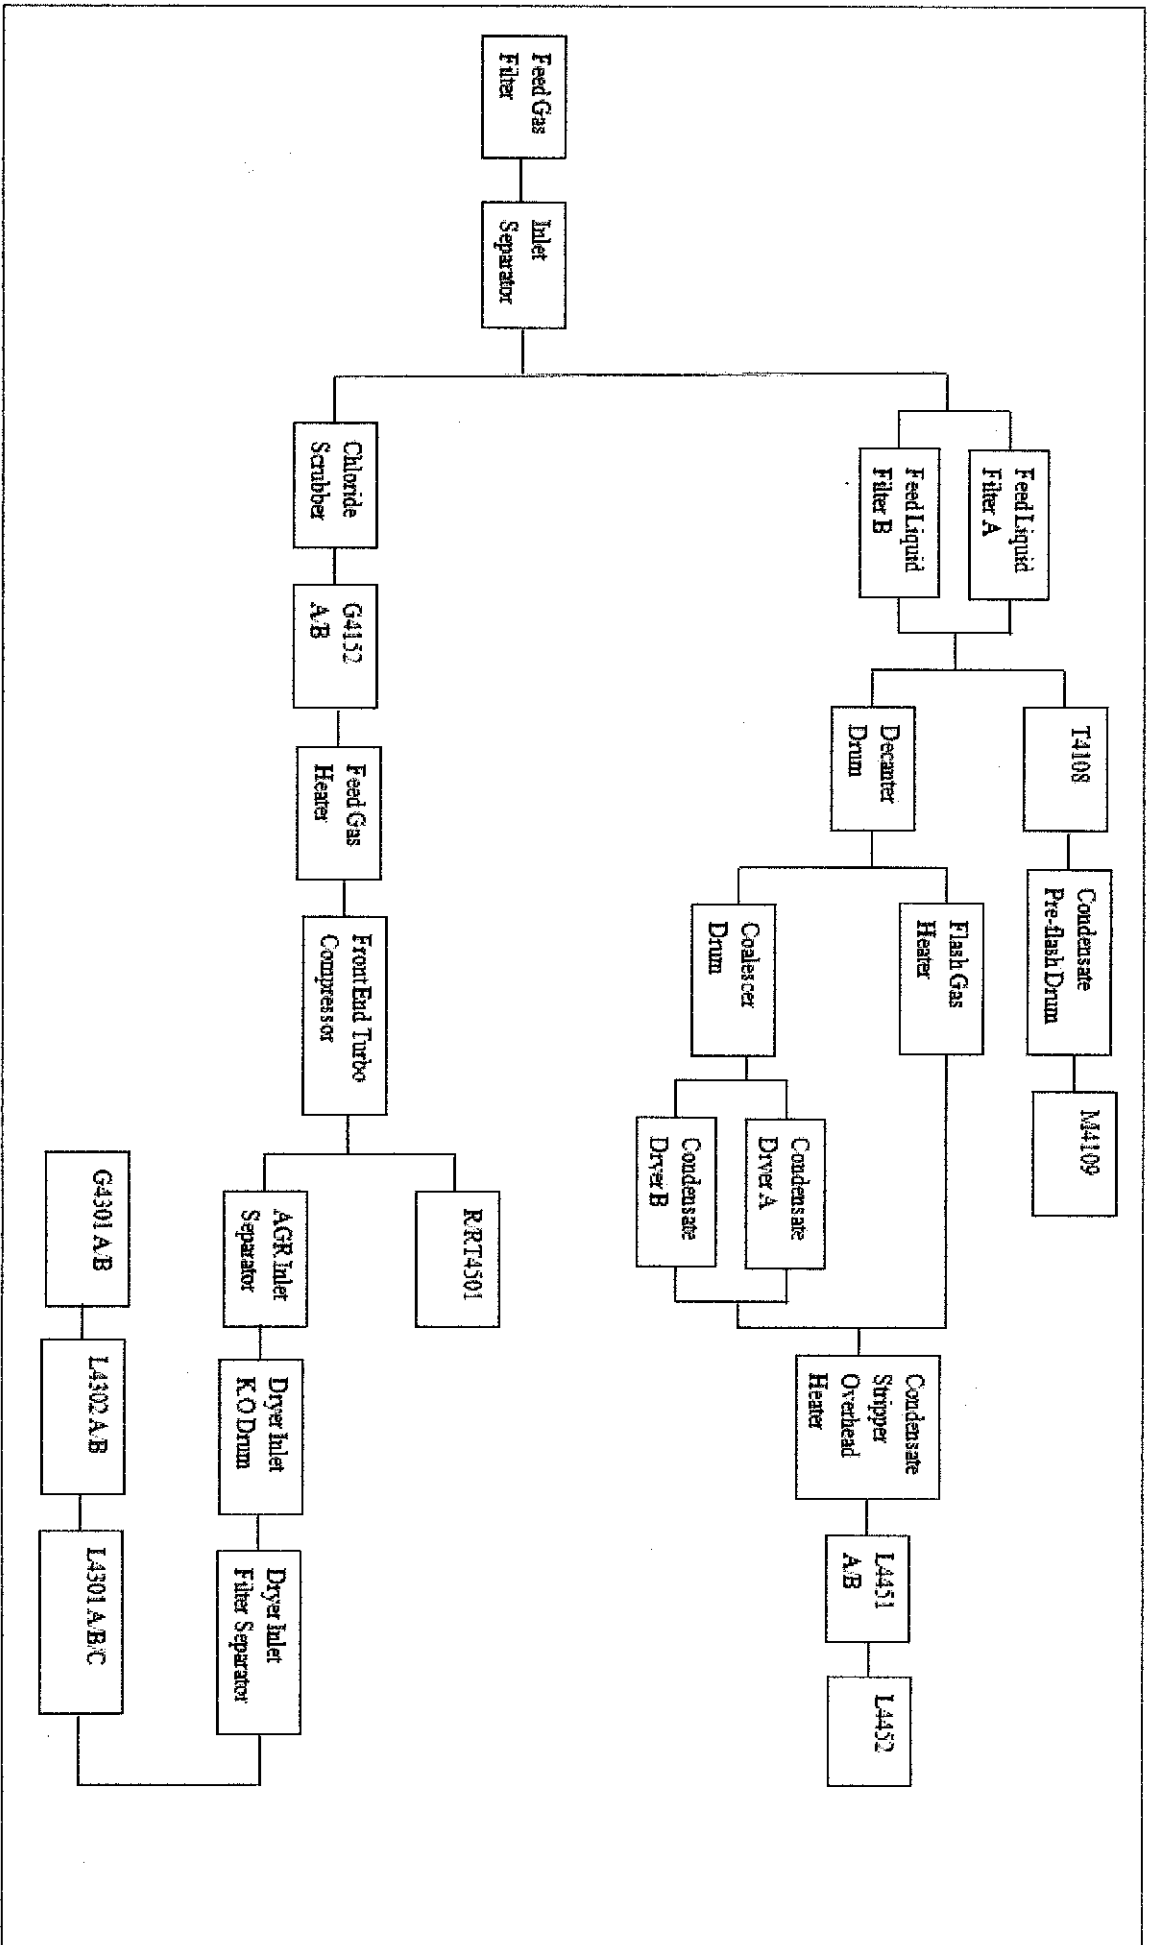 Feed Gas
Filter
Inlet
Separator
Feed Liquid
Filter A
Feed Liquid
Filter B
T4108
Condensate
Pre-flash Drum
M4109
Decanter
Drum
Flash Gas
Heater
Coalescer
Drum
Condensate
Dryer A
Condensate
Dryer B
Condensate
Stripper
Overhead
Heater
L4451
A/B
L4452
Chloride
Scrubber
G4152
A/B
Feed Gas
Heater
Front End Turbo
Compressor
R/RT4501
AGR Inlet
Separator
Dryer Inlet
K.O Drum
Dryer Inlet
Filter Separator
G4301 A/B
L4302 A/B
L4301 A/B/C